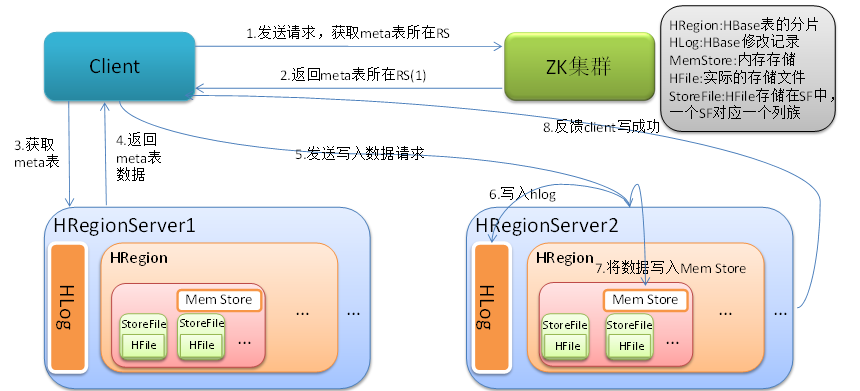 1.发送请求，获取meta表所在RS
Client
ZK集群
2.返回meta表所在RS(1)
HRegion:HBase表的分片
HLog:HBase修改记录
MemStore:内存存储
HFile:实际的存储文件
StoreFile:HFile存储在SF中，
一个SF对应一个列族
3.获取
meta表
4.返回
meta表
数据
5.发送写入数据请求
8.反馈client写成功
6.写入hlog
HRegionServer1
HLog
HRegion
Mem Store
StoreFile
HFile
StoreFile
HFile
...
...
...
HRegionServer2
HLog
HRegion
7.将数据写入Mem Store
Mem Store
StoreFile
HFile
StoreFile
HFile
...
...
...